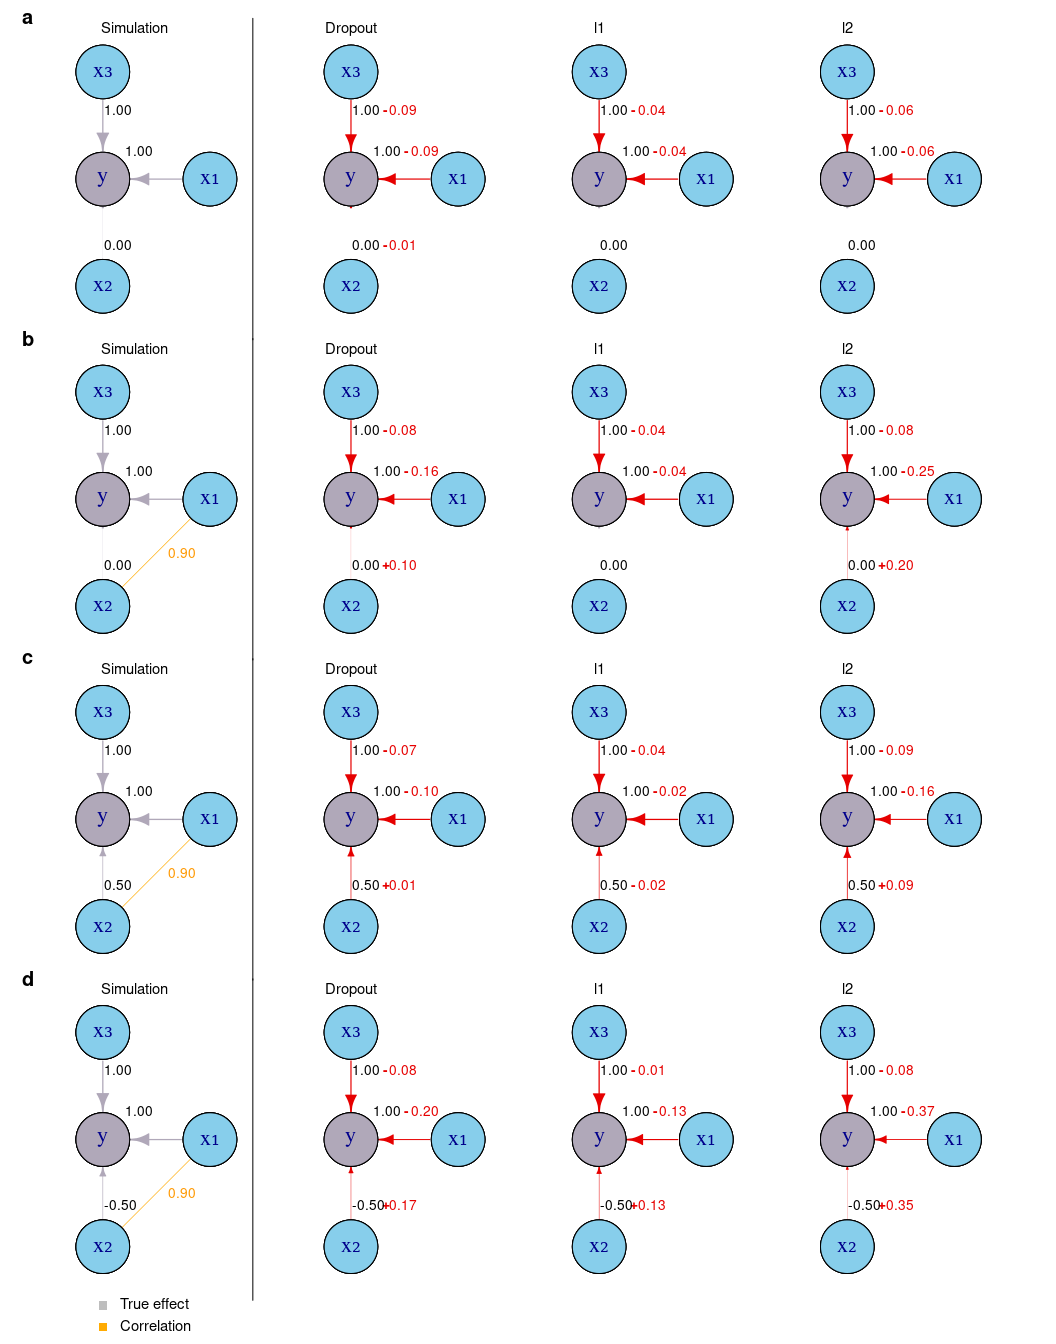 a
Simulation Dropout l1 l2
X3 X3 X3 X3
1.00 1.00 -0.09 1.00 -0.04 1.00 -0.06
1.00 1.00 -0.09 1.00 -0.04 1.00 -0.06
y X1 y X1 y X1 y X1
0.00 0.00 -0.01 0.00 0.00
X2 X2 X2 X2
b
Simulation Dropout l1 l2
X3 X3 X3 X3
1.00 1.00 -0.08 1.00 -0.04 1.00 -0.08
1.00 1.00 -0.16 1.00 -0.04 1.00 -0.25
y X1 y X1 y X1 y X1
0.90
0.00 0.00 +0.10 0.00 0.00 +0.20
X2 X2 X2 X2
c
Simulation Dropout l1 l2
X3 X3 X3 X3
1.00 1.00 -0.07 1.00 -0.04 1.00 -0.09
1.00 1.00 -0.10 1.00 -0.02 1.00 -0.16
y X1 y X1 y X1 y X1
0.90
0.50 0.50 +0.01 0.50 -0.02 0.50 +0.09
X2 X2 X2 X2
d
Simulation Dropout l1 l2
X3 X3 X3 X3
1.00 1.00 -0.08 1.00 -0.01 1.00 -0.08
1.00 1.00 -0.20 1.00 -0.13 1.00 -0.37
y X1 y X1 y X1 y X1
0.90
-0.50 -0.50 +0.17 -0.50 +0.13 -0.50 +0.35
X2 X2 X2 X2
True effect
Correlation